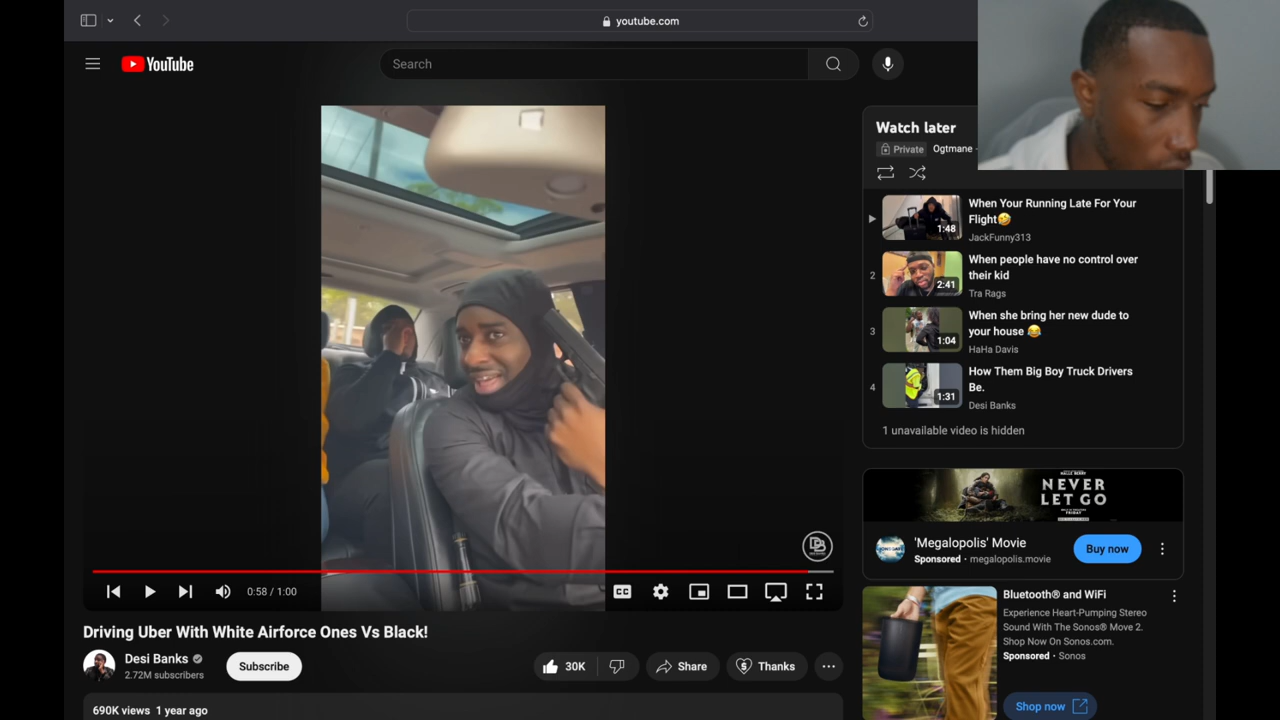 youtube.com
YouTube
Search
Watch later
Private
Ogtmane
When Your Running Late For Your
Flight🤣
JackFunny313
1:48
2
When people have no control over
their kid
Tra Rags
2:41
3
When she bring her new dude to
your house 😂
HaHa Davis
1:04
4
How Them Big Boy Truck Drivers
Be.
Desi Banks
1:31
1 unavailable video is hidden
NEVER
LET GO
'Megalopolis' Movie
Sponsored • megalopolis.movie
Buy now
Bluetooth® and WiFi
Experience Heart-Pumping Stereo
Sound With The Sonos® Move 2.
Shop Now On Sonos.com.
Sponsored • Sonos
Shop now
0:58 / 1:00
CC
Driving Uber With White Airforce Ones Vs Black!
Desi Banks
2.72M subscribers
Subscribe
30K
Share
Thanks
690K views 1 year ago